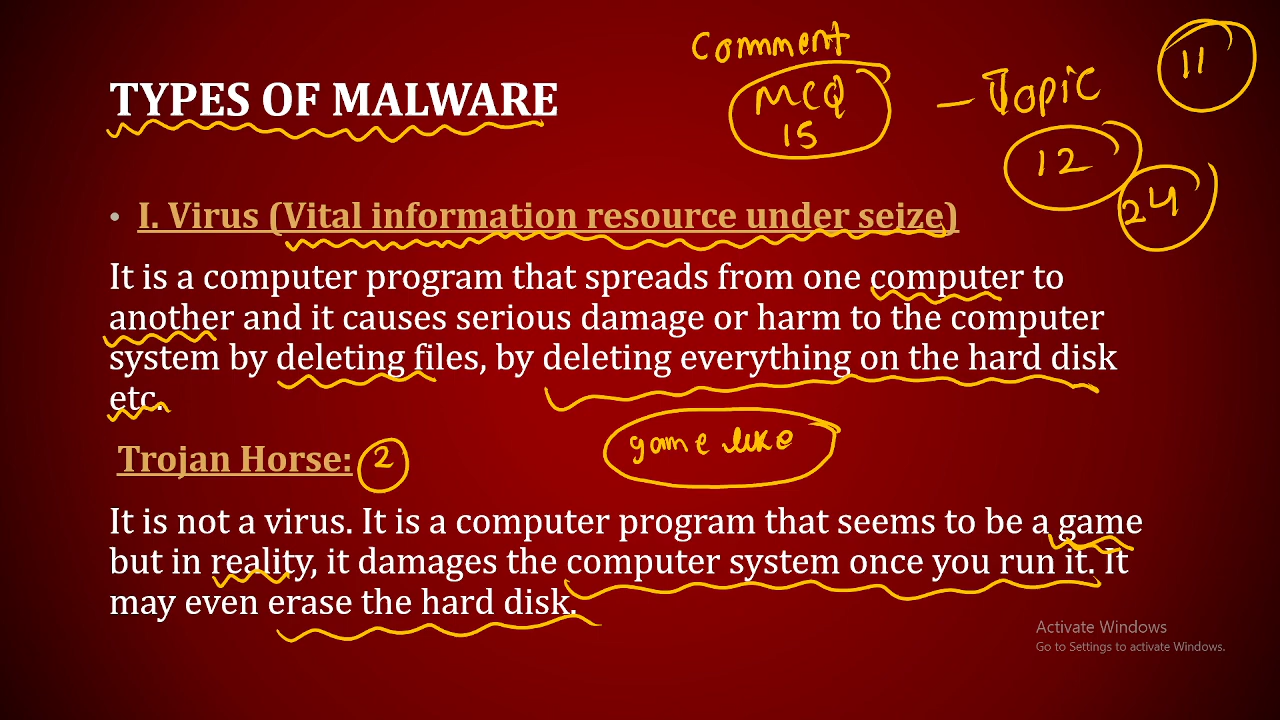 comment
MCQ
15
– Topic
11
12
24
TYPES OF MALWARE
• I. Virus (Vital information resource under seize)
It is a computer program that spreads from one computer to
another and it causes serious damage or harm to the computer
system by deleting files, by deleting everything on the hard disk
etc.
game like
Trojan Horse: 2
It is not a virus. It is a computer program that seems to be a game
but in reality, it damages the computer system once you run it. It
may even erase the hard disk.
Activate Windows
Go to Settings to activate Windows.